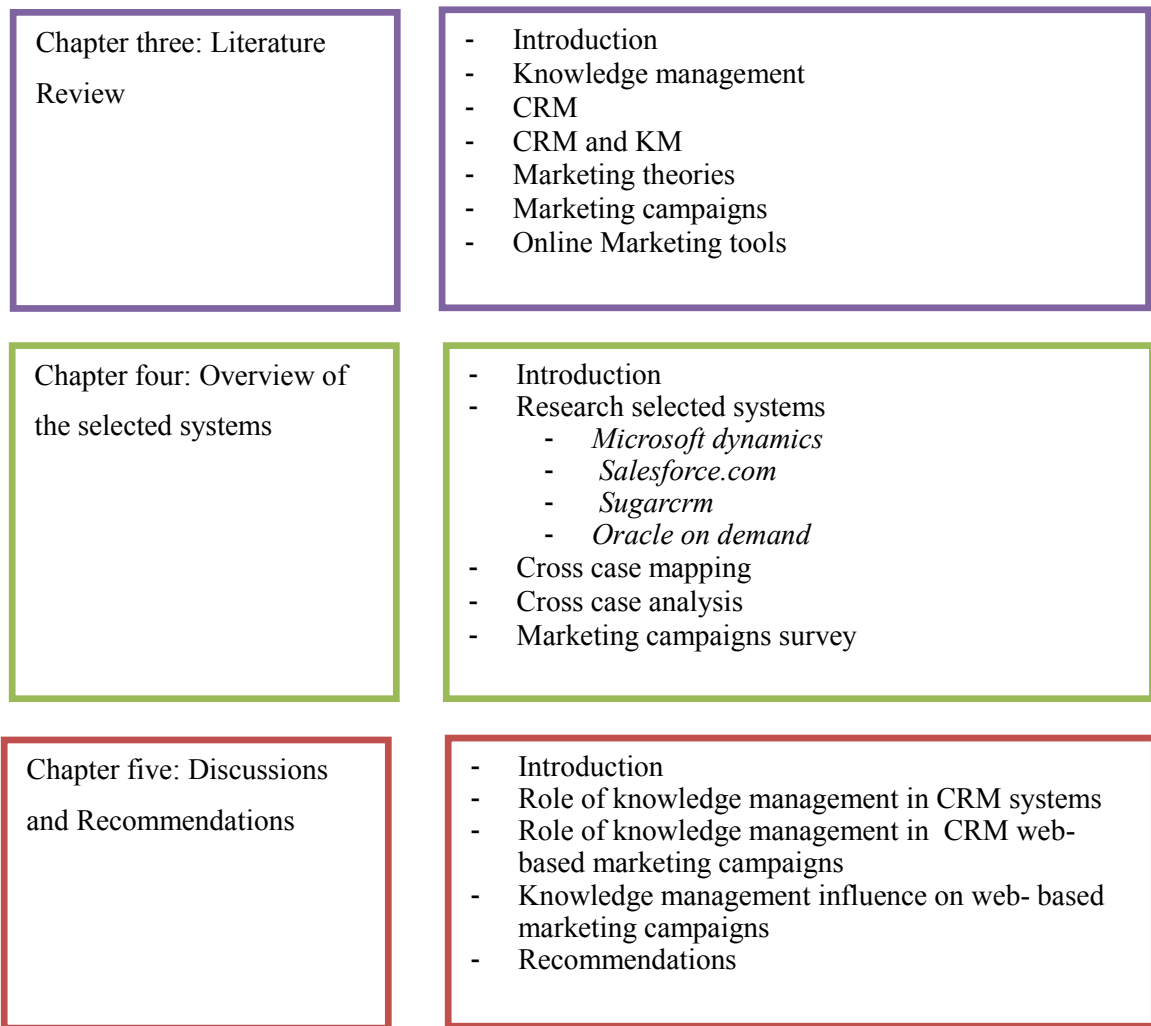 Chapter three: Literature
Review
- Introduction
- Knowledge management
- CRM
- CRM and KM
- Marketing theories
- Marketing campaigns
- Online Marketing tools
Chapter four: Overview of
the selected systems
- Introduction
- Research selected systems
- Microsoft dynamics
- Salesforce.com
- Sugarcrm
- Oracle on demand
- Cross case mapping
- Cross case analysis
- Marketing campaigns survey
Chapter five: Discussions
and Recommendations
- Introduction
- Role of knowledge management in CRM systems
- Role of knowledge management in CRM web-
based marketing campaigns
- Knowledge management influence on web- based
marketing campaigns
- Recommendations